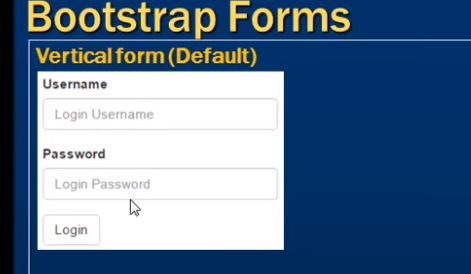 Bootstrap Forms
Vertical form (Default)
Username
Login Username
Password
Login Password
Login